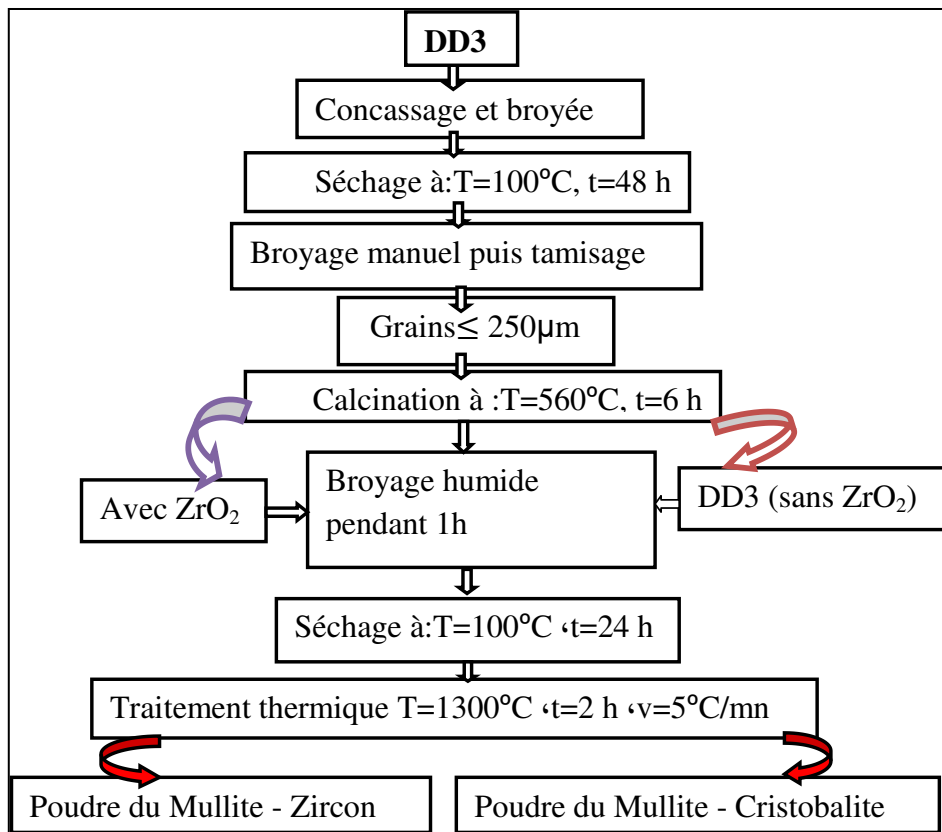 DD3
Concassage et broyée
Séchage à:T=100°C, t=48 h
Broyage manuel puis tamisage
Grains≤ 250µm
Calcination à :T=560°C, t=6 h
Avec ZrO₂
Broyage humide
pendant 1h
DD3 (sans ZrO₂)
Séchage à:T=100°C ،t=24 h
Traitement thermique T=1300°C ،t=2 h ،v=5°C/mn
Poudre du Mullite - Zircon
Poudre du Mullite - Cristobalite